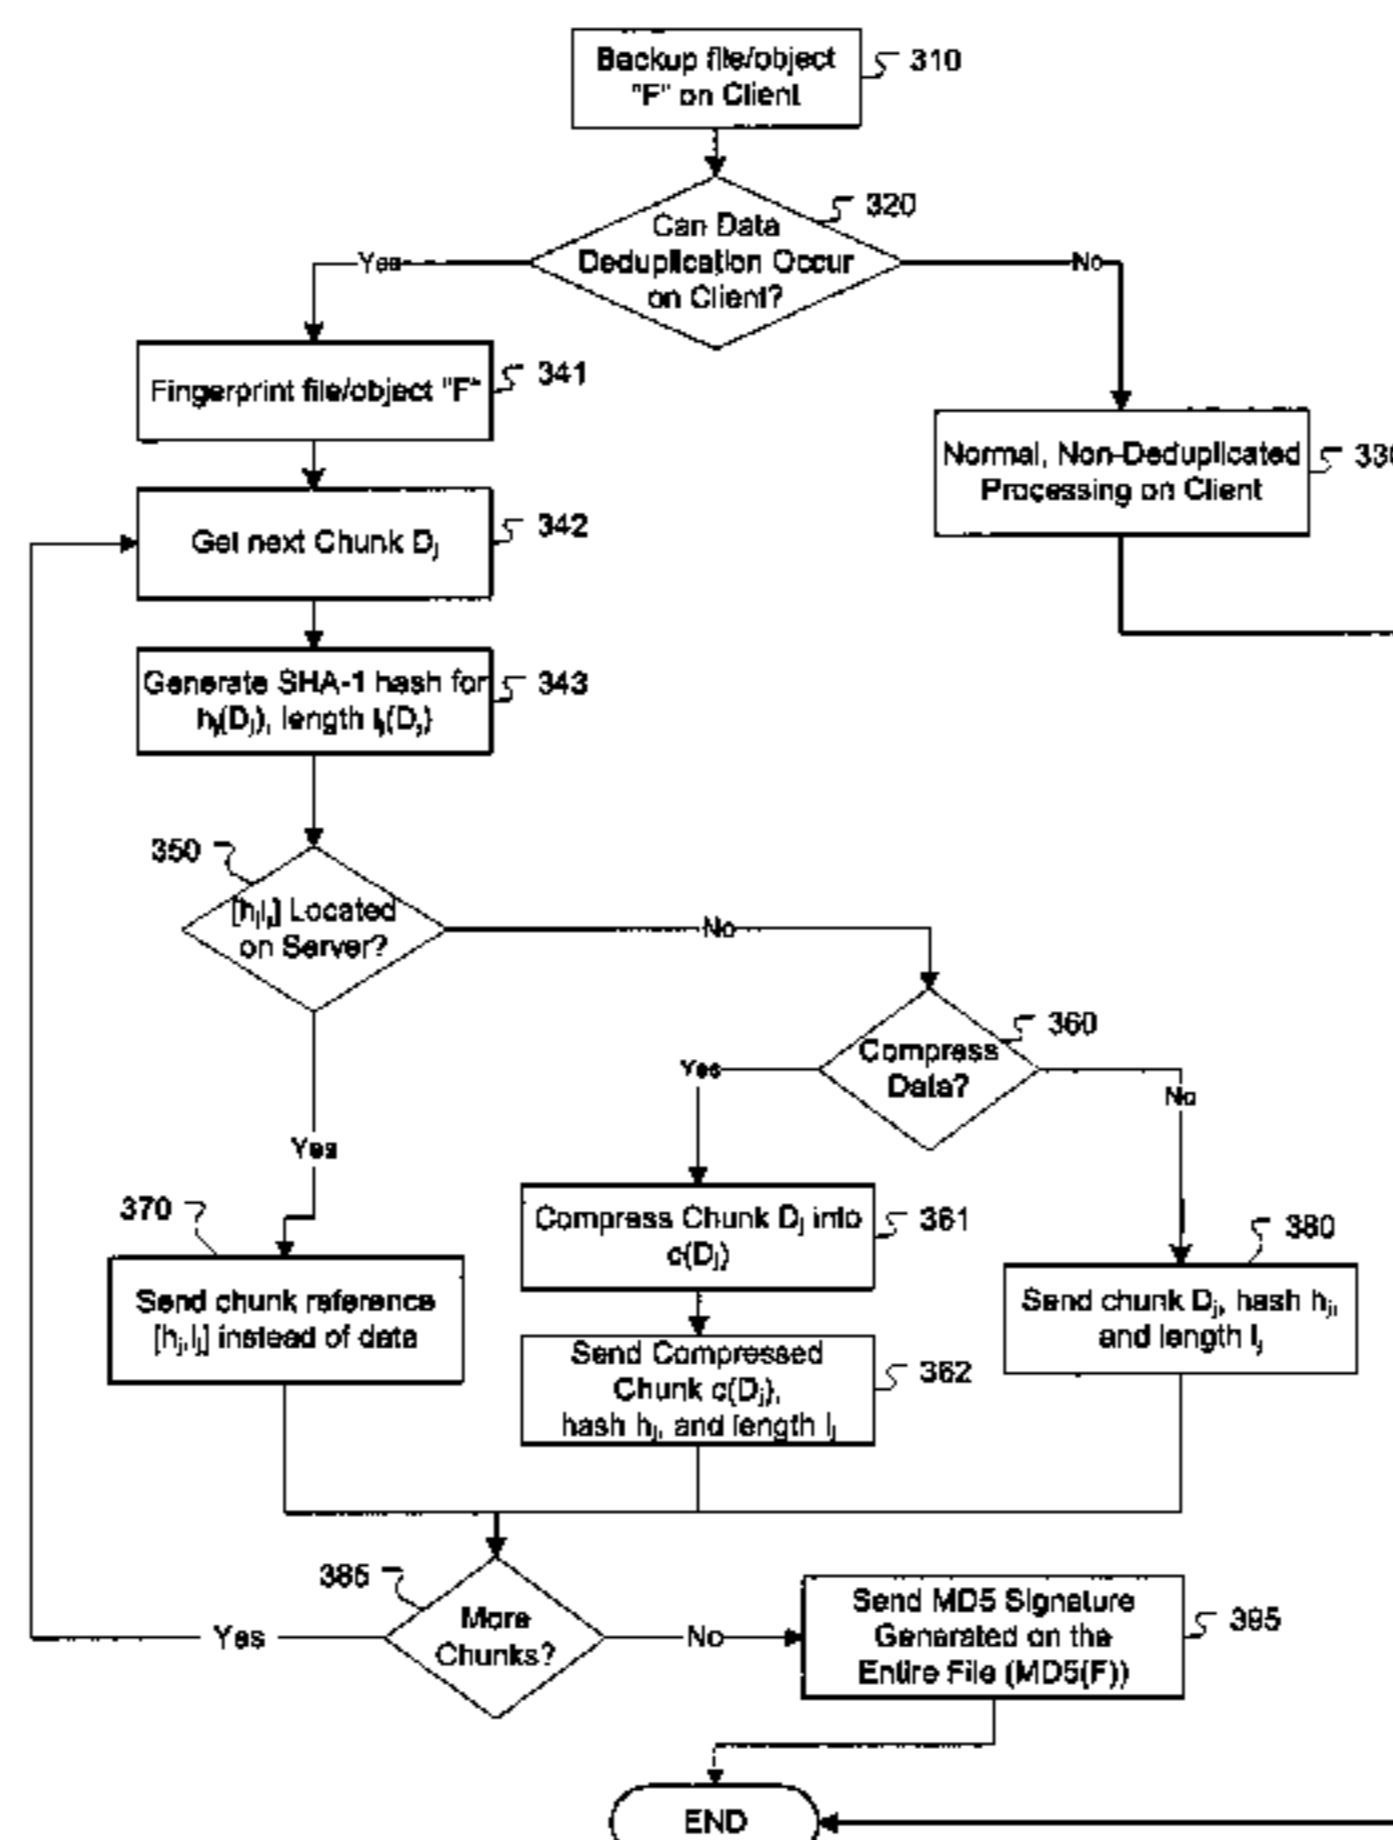 Backup file/object
"F" on Client
310
Can Data
Deduplication Occur
on Client?
320
Yes
No
Fingerprint file/object "F"
341
Normal, Non-Deduplicated
Processing on Client
330
Get next Chunk Dj
342
Generate SHA-1 hash for
hj(Dj), length lj(Dj)
343
350
[hj,lj] Located
on Server?
No
Yes
Compress
Data?
360
Yes
No
370
Send chunk reference
[hj,lj] instead of data
Compress Chunk Dj into
c(Dj)
361
380
Send chunk Dj, hash hj,
and length lj
Send Compressed
Chunk c(Dj),
hash hj, and length lj
362
385
More
Chunks?
Yes
No
Send MD5 Signature
Generated on the
Entire File (MD5(F))
395
END